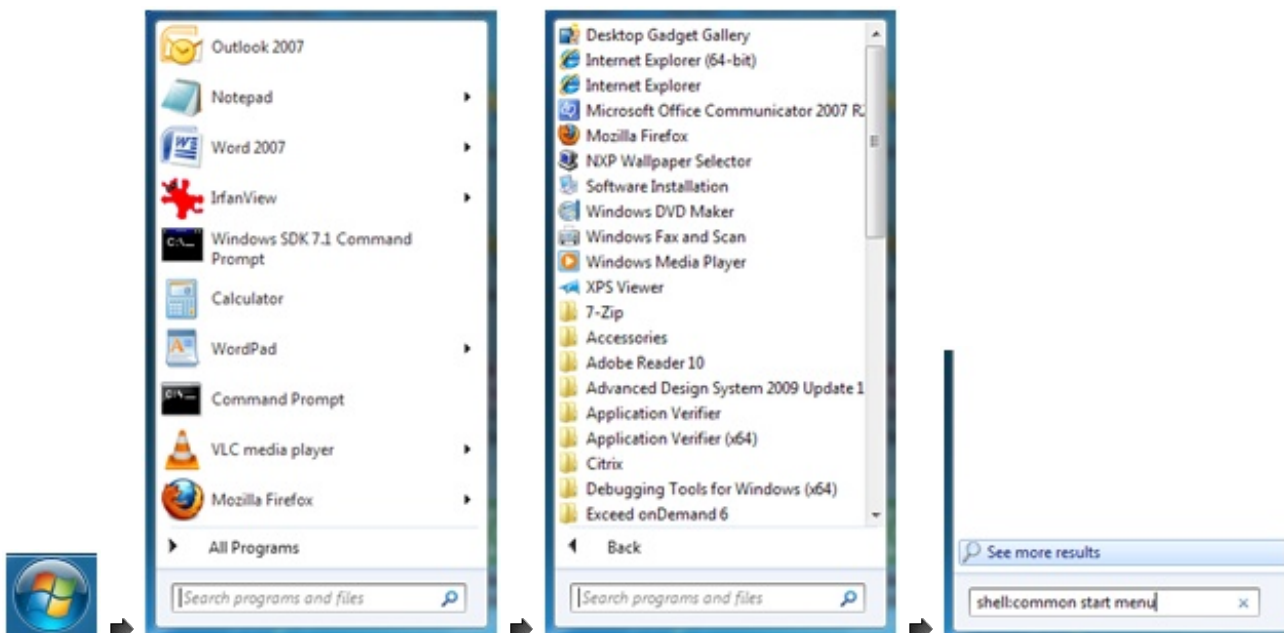 Outlook 2007
Notepad
Word 2007
IrfanView
Windows SDK 7.1 Command
Prompt
Calculator
WordPad
Command Prompt
VLC media player
Mozilla Firefox
All Programs
Search programs and files
Desktop Gadget Gallery
Internet Explorer (64-bit)
Internet Explorer
Microsoft Office Communicator 2007 R
Mozilla Firefox
NXP Wallpaper Selector
Software Installation
Windows DVD Maker
Windows Fax and Scan
Windows Media Player
XPS Viewer
7-Zip
Accessories
Adobe Reader 10
Advanced Design System 2009 Update 1
Application Verifier
Application Verifier (x64)
Citrix
Debugging Tools for Windows (x64)
Exceed onDemand 6
Back
Search programs and files
See more results
shell:common start menu